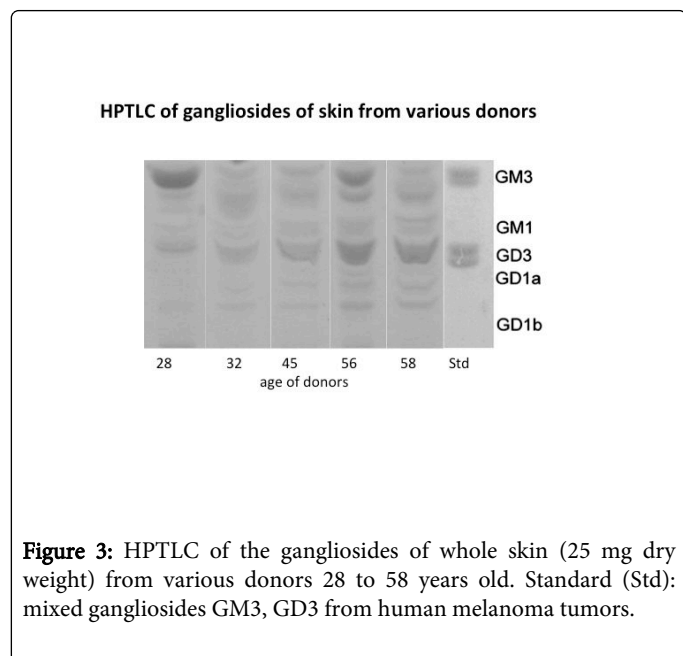 HPTLC of gangliosides of skin from various donors
GM3
GM1
GD3
GD1a
GD1b
28 32 45 56 58 Std
age of donors
Figure 3: HPTLC of the gangliosides of whole skin (25 mg dry
weight) from various donors 28 to 58 years old. Standard (Std):
mixed gangliosides GM3, GD3 from human melanoma tumors.